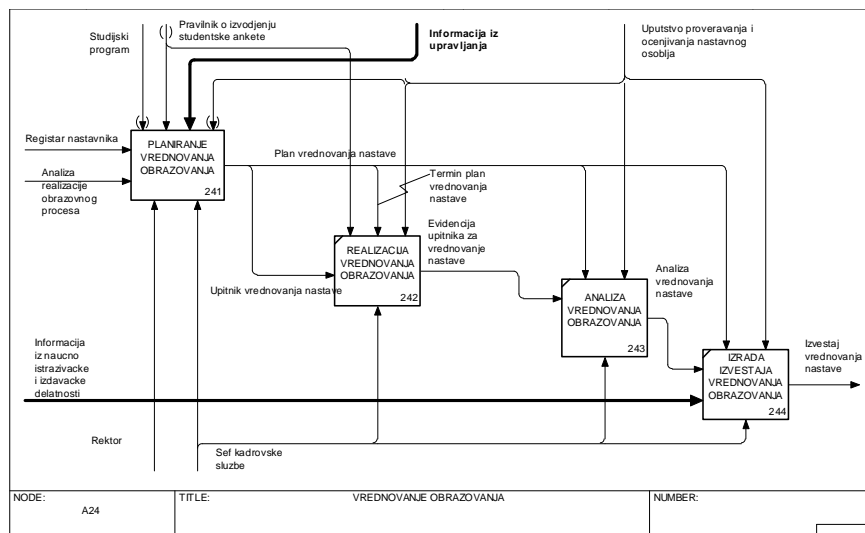 Studijski
program
Pravilnik o izvodjenju
studentske ankete
Informacija iz
upravljanja
Uputstvo proveravanja i
ocenjivanja nastavnog
osoblja
Registar nastavnika
Analiza
realizacije
obrazovnog
procesa
PLANIRANJE
VREDNOVANJA
OBRAZOVANJA
241
Plan vrednovanja nastave
Termin plan
vrednovanja
nastave
REALIZACIJA
VREDNOVANJA
OBRAZOVANJA
242
Upitnik vrednovanja nastave
Evidencija
upitnika za
vrednovanje
nastave
ANALIZA
VREDNOVANJA
OBRAZOVANJA
243
Analiza
vrednovanja
nastave
IZRADA
IZVESTAJA
VREDNOVANJA
OBRAZOVANJA
244
Izvestaj
vrednovanja
nastave
Informacija
iz naucno
istrazivacke
i izdavacke
delatnosti
Rektor
Sef kadrovske
sluzbe
NODE:
A24
TITLE:
VREDNOVANJE OBRAZOVANJA
NUMBER: